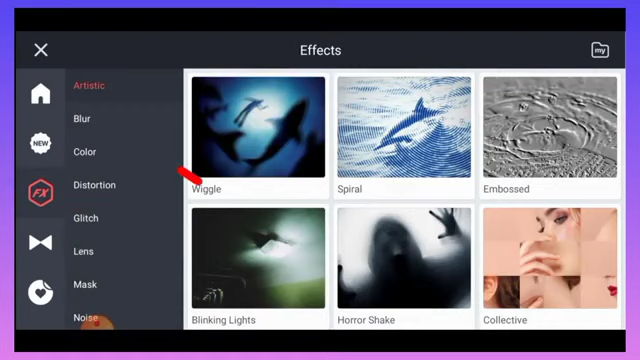 Effects
my
Artistic
Blur
NEW
Color
Distortion
FX
Glitch
Lens
Mask
Noise
Wiggle
Spiral
Embossed
Blinking Lights
Horror Shake
Collective